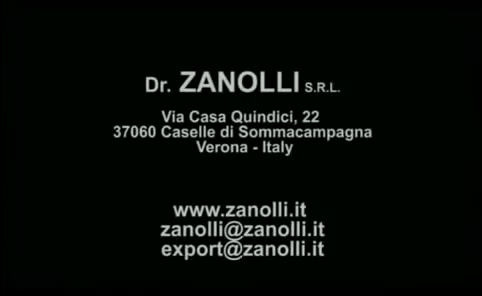 Dr. ZANOLLI S.R.L.
Via Casa Quindici, 22
37060 Caselle di Sommacampagna
Verona - Italy
www.zanolli.it
zanolli@zanolli.it
export@zanolli.it